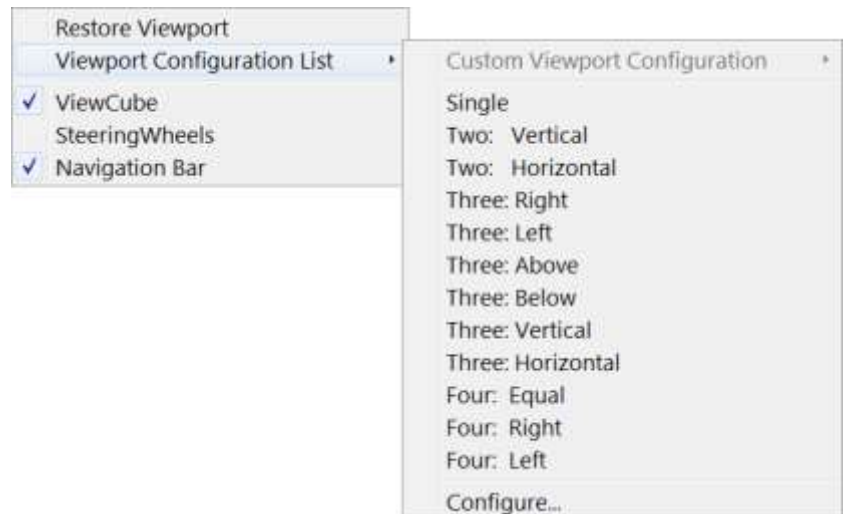 Restore Viewport
Viewport Configuration List
ViewCube
SteeringWheels
Navigation Bar
Custom Viewport Configuration
Single
Two: Vertical
Two: Horizontal
Three: Right
Three: Left
Three: Above
Three: Below
Three: Vertical
Three: Horizontal
Four: Equal
Four: Right
Four: Left
Configure...